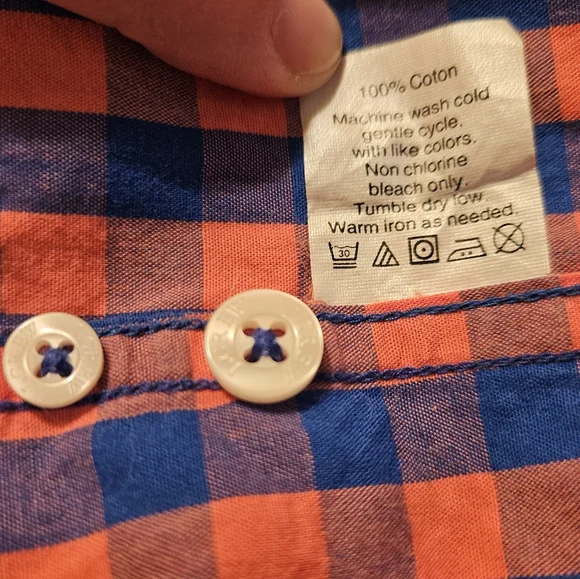 100% Coton
Machine wash cold
gentle cycle.
with like colors.
Non chlorine
bleach only.
Tumble dry low.
Warm iron as needed.
30